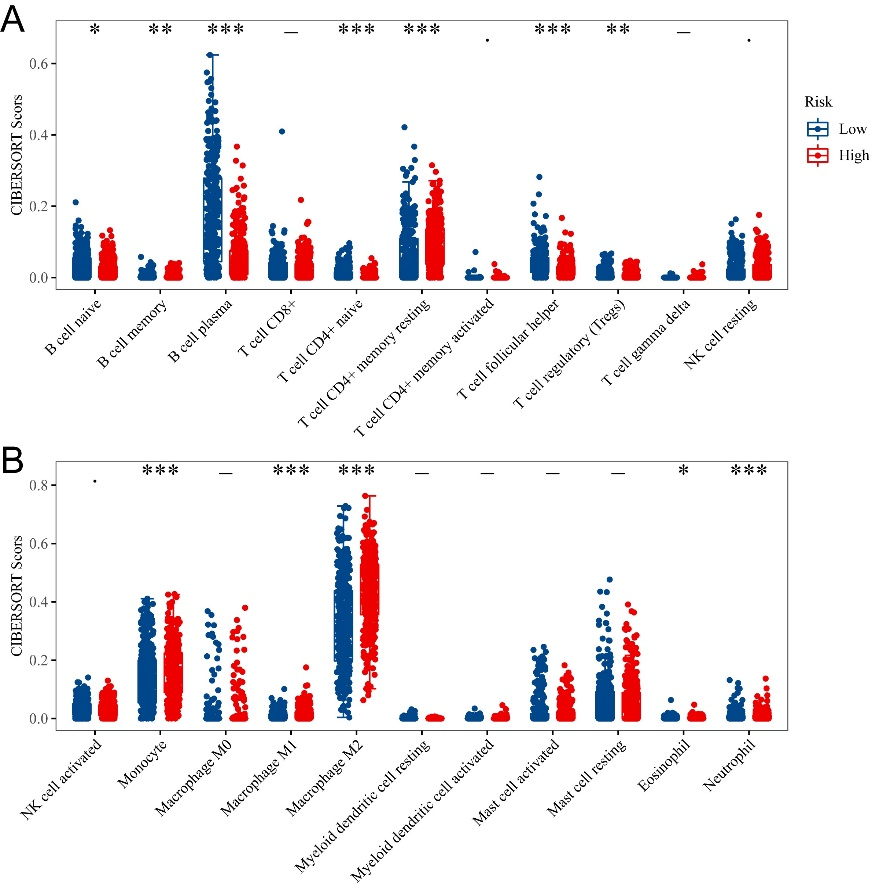 A
* ** *** — *** *** . *** ** — .
CIBERSORT Scors
0.6
0.4
0.2
0.0
B cell naive
B cell memory
B cell plasma
T cell CD8+
T cell CD4+ naive
T cell CD4+ memory resting
T cell CD4+ memory activated
T cell follicular helper
T cell regulatory (Tregs)
T cell gamma delta
NK cell resting
Risk
Low
High
B
. *** — *** *** — — — — * ***
CIBERSORT Scors
0.8
0.6
0.4
0.2
0.0
NK cell activated
Monocyte
Macrophage M0
Macrophage M1
Macrophage M2
Myeloid dendritic cell resting
Myeloid dendritic cell activated
Mast cell activated
Mast cell resting
Eosinophil
Neutrophil